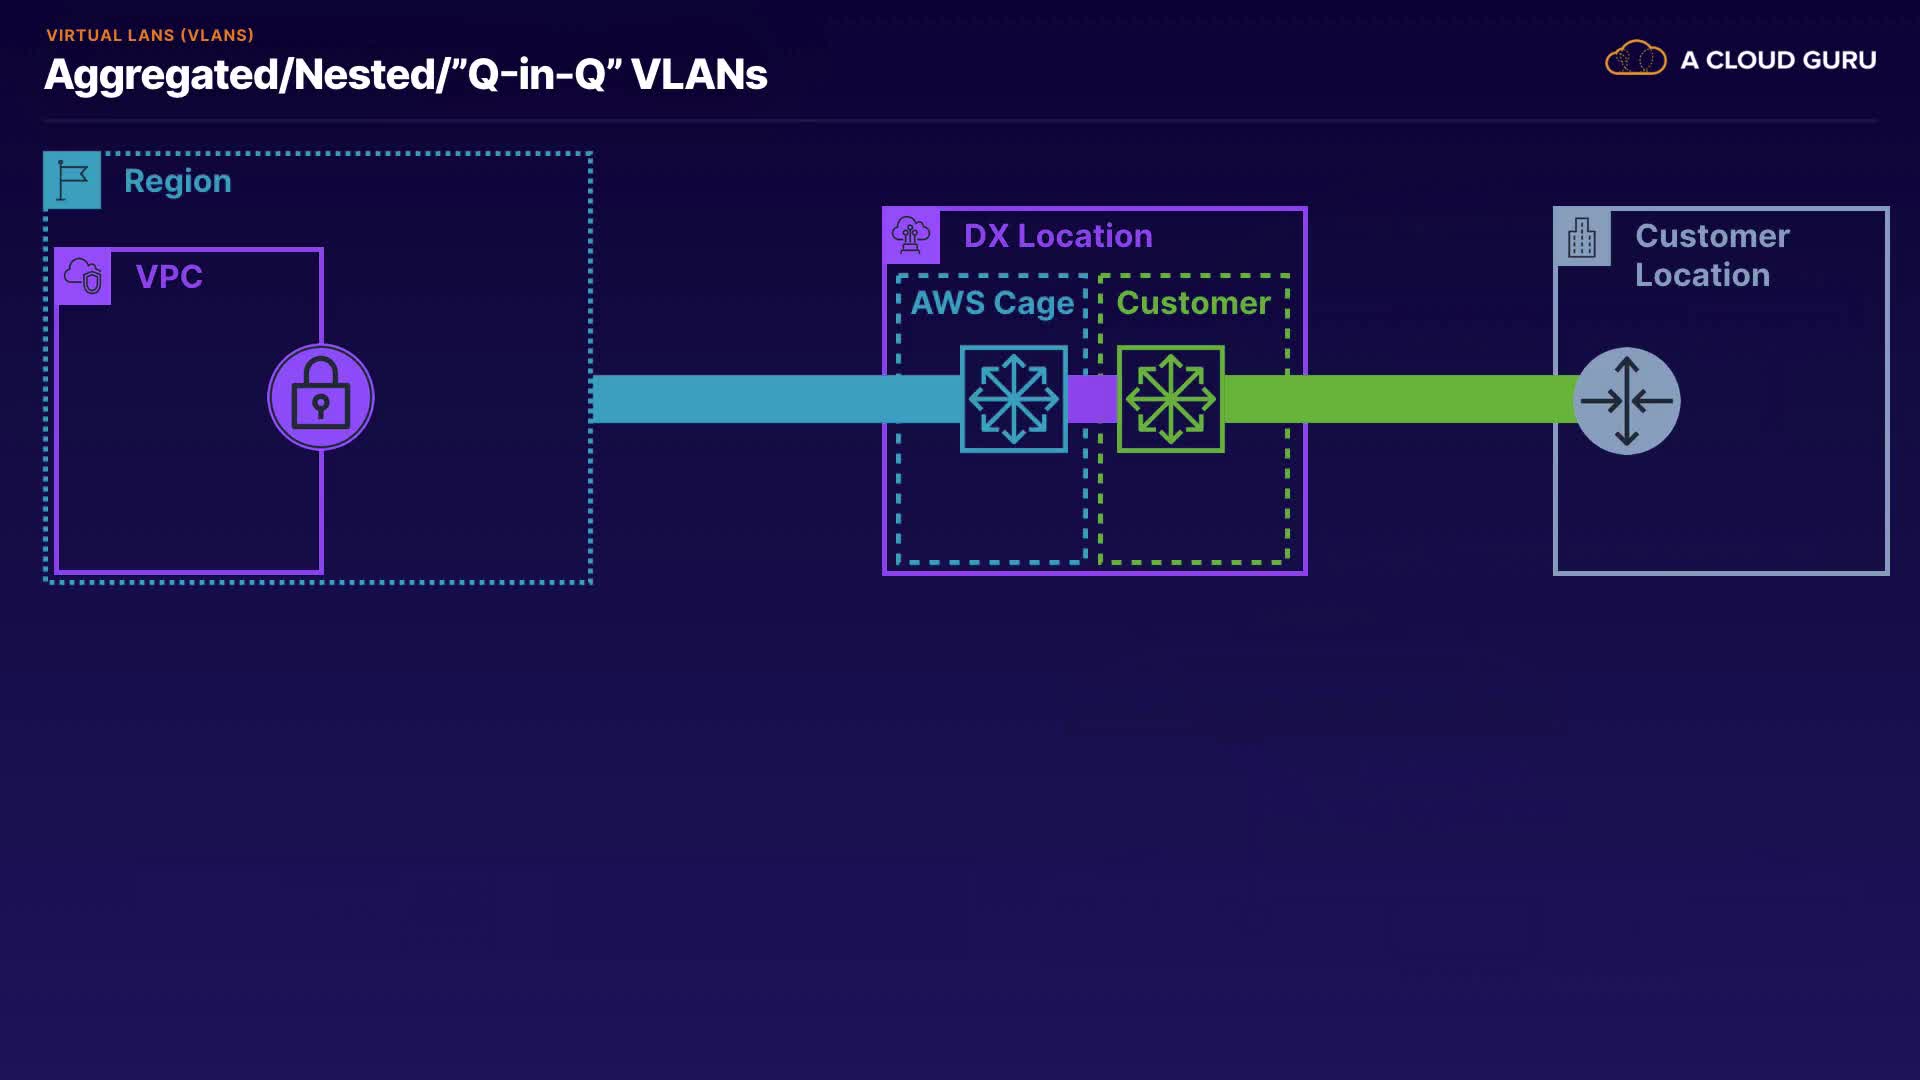 VIRTUAL LANS (VLANS)
Aggregated/Nested/”Q-in-Q” VLANs
A CLOUD GURU
Region
VPC
DX Location
AWS Cage
Customer
Customer
Location